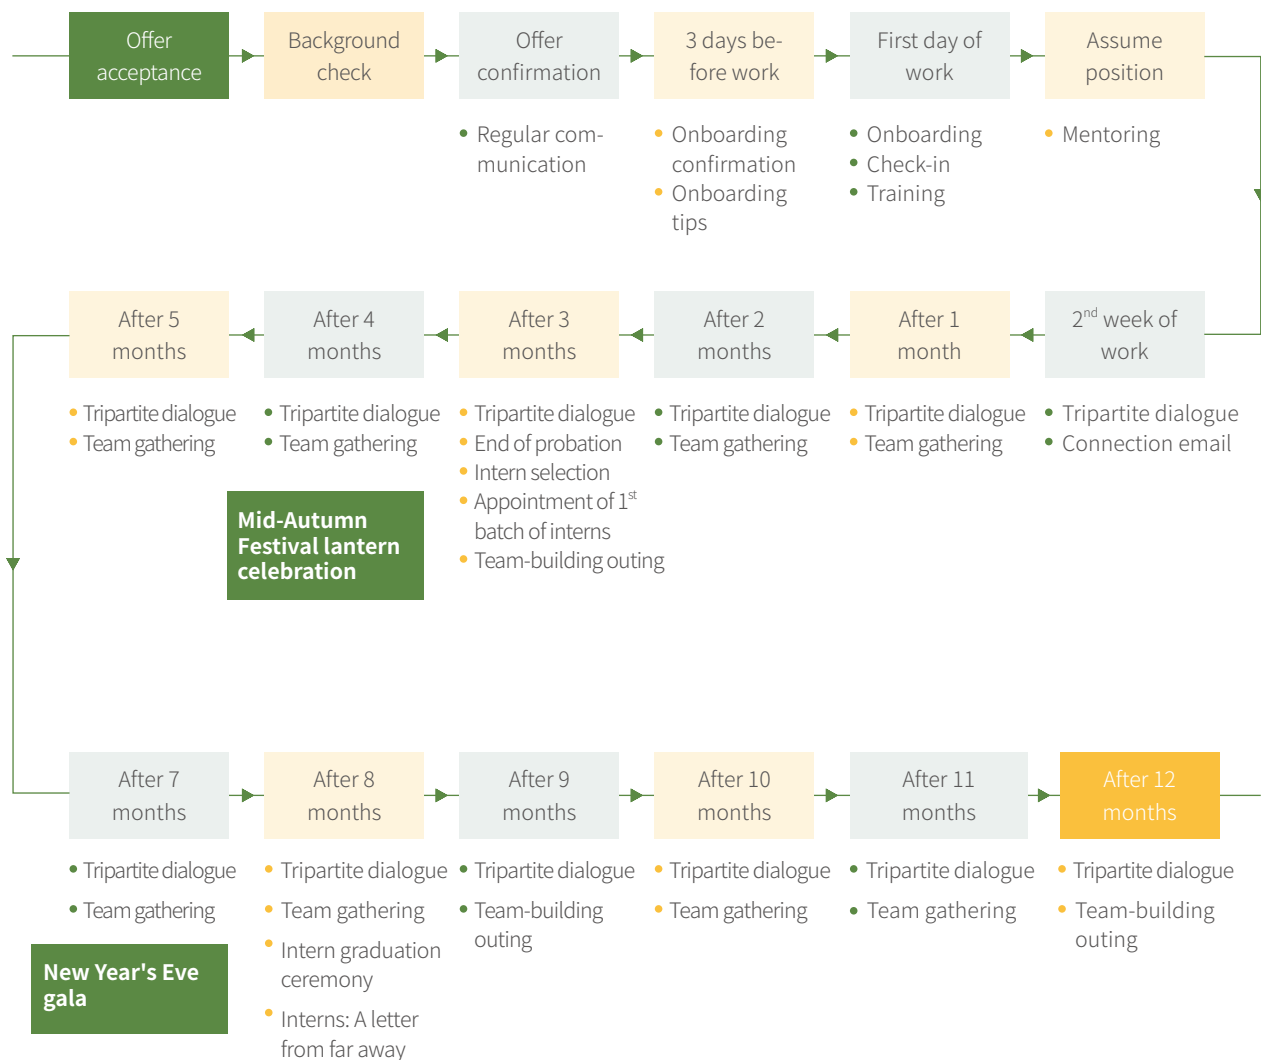 Offer
acceptance
Background
check
Offer
confirmation
3 days be-
fore work
First day of
work
Assume
position
Regular com-
munication
Onboarding
confirmation
Onboarding
tips
Onboarding
Check-in
Training
Mentoring
After 5
months
After 4
months
After 3
months
After 2
months
After 1
month
2nd week of
work
Tripartite dialogue
Team gathering
Tripartite dialogue
Team gathering
Tripartite dialogue
End of probation
Intern selection
Appointment of 1st
batch of interns
Team-building outing
Tripartite dialogue
Team gathering
Tripartite dialogue
Team gathering
Tripartite dialogue
Connection email
Mid-Autumn
Festival lantern
celebration
After 7
months
After 8
months
After 9
months
After 10
months
After 11
months
After 12
months
Tripartite dialogue
Team gathering
Tripartite dialogue
Team gathering
Intern graduation
ceremony
Interns: A letter
from far away
Tripartite dialogue
Team-building
outing
Tripartite dialogue
Team gathering
Tripartite dialogue
Team gathering
Tripartite dialogue
Team-building
outing
New Year's Eve
gala